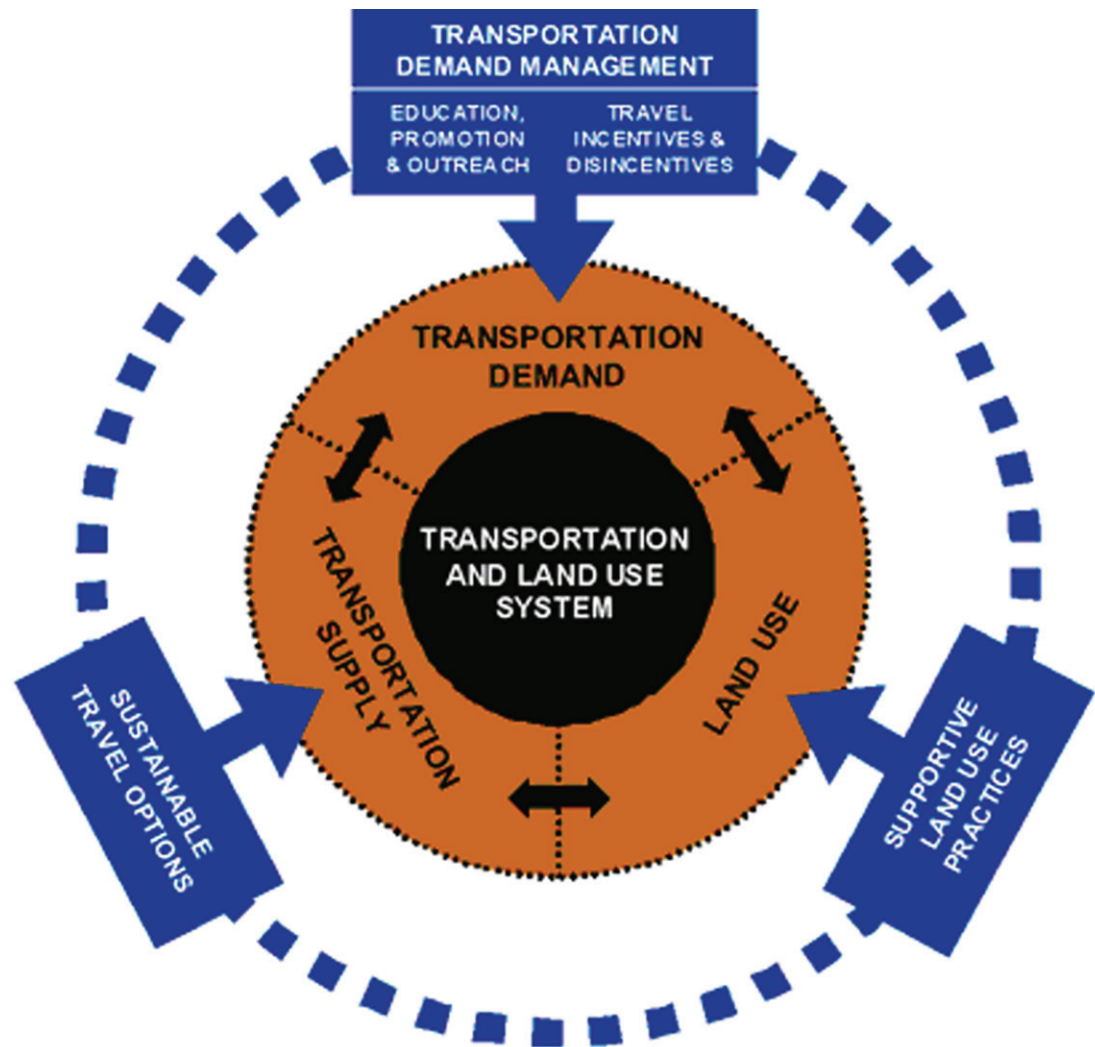 TRANSPORTATION
DEMAND MANAGEMENT
EDUCATION,
PROMOTION
& OUTREACH
TRAVEL
INCENTIVES &
DISINCENTIVES
TRANSPORTATION
DEMAND
TRANSPORTATION
AND LAND USE
SYSTEM
TRANSPORTATION
SUPPLY
LAND USE
SUSTAINABLE
TRAVEL OPTIONS
SUPPORTIVE
LAND USE
PRACTICES